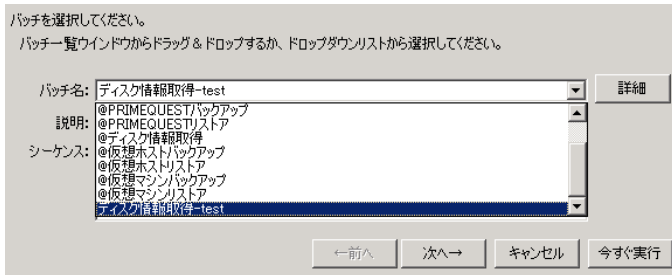 バッチを選択してください。
バッチ一覧ウインドウからドラッグ＆ドロップするか、ドロップダウンリストから選択してください。
バッチ名: ディスク情報取得-test 詳細
説明:
シーケンス:
@PRIMEQUESTバックアップ
@PRIMEQUESTリストア
@ディスク情報取得
@仮想ホストバックアップ
@仮想ホストリストア
@仮想マシンバックアップ
@仮想マシンリストア
ディスク情報取得-test
←前へ 次へ→ キャンセル 今すぐ実行